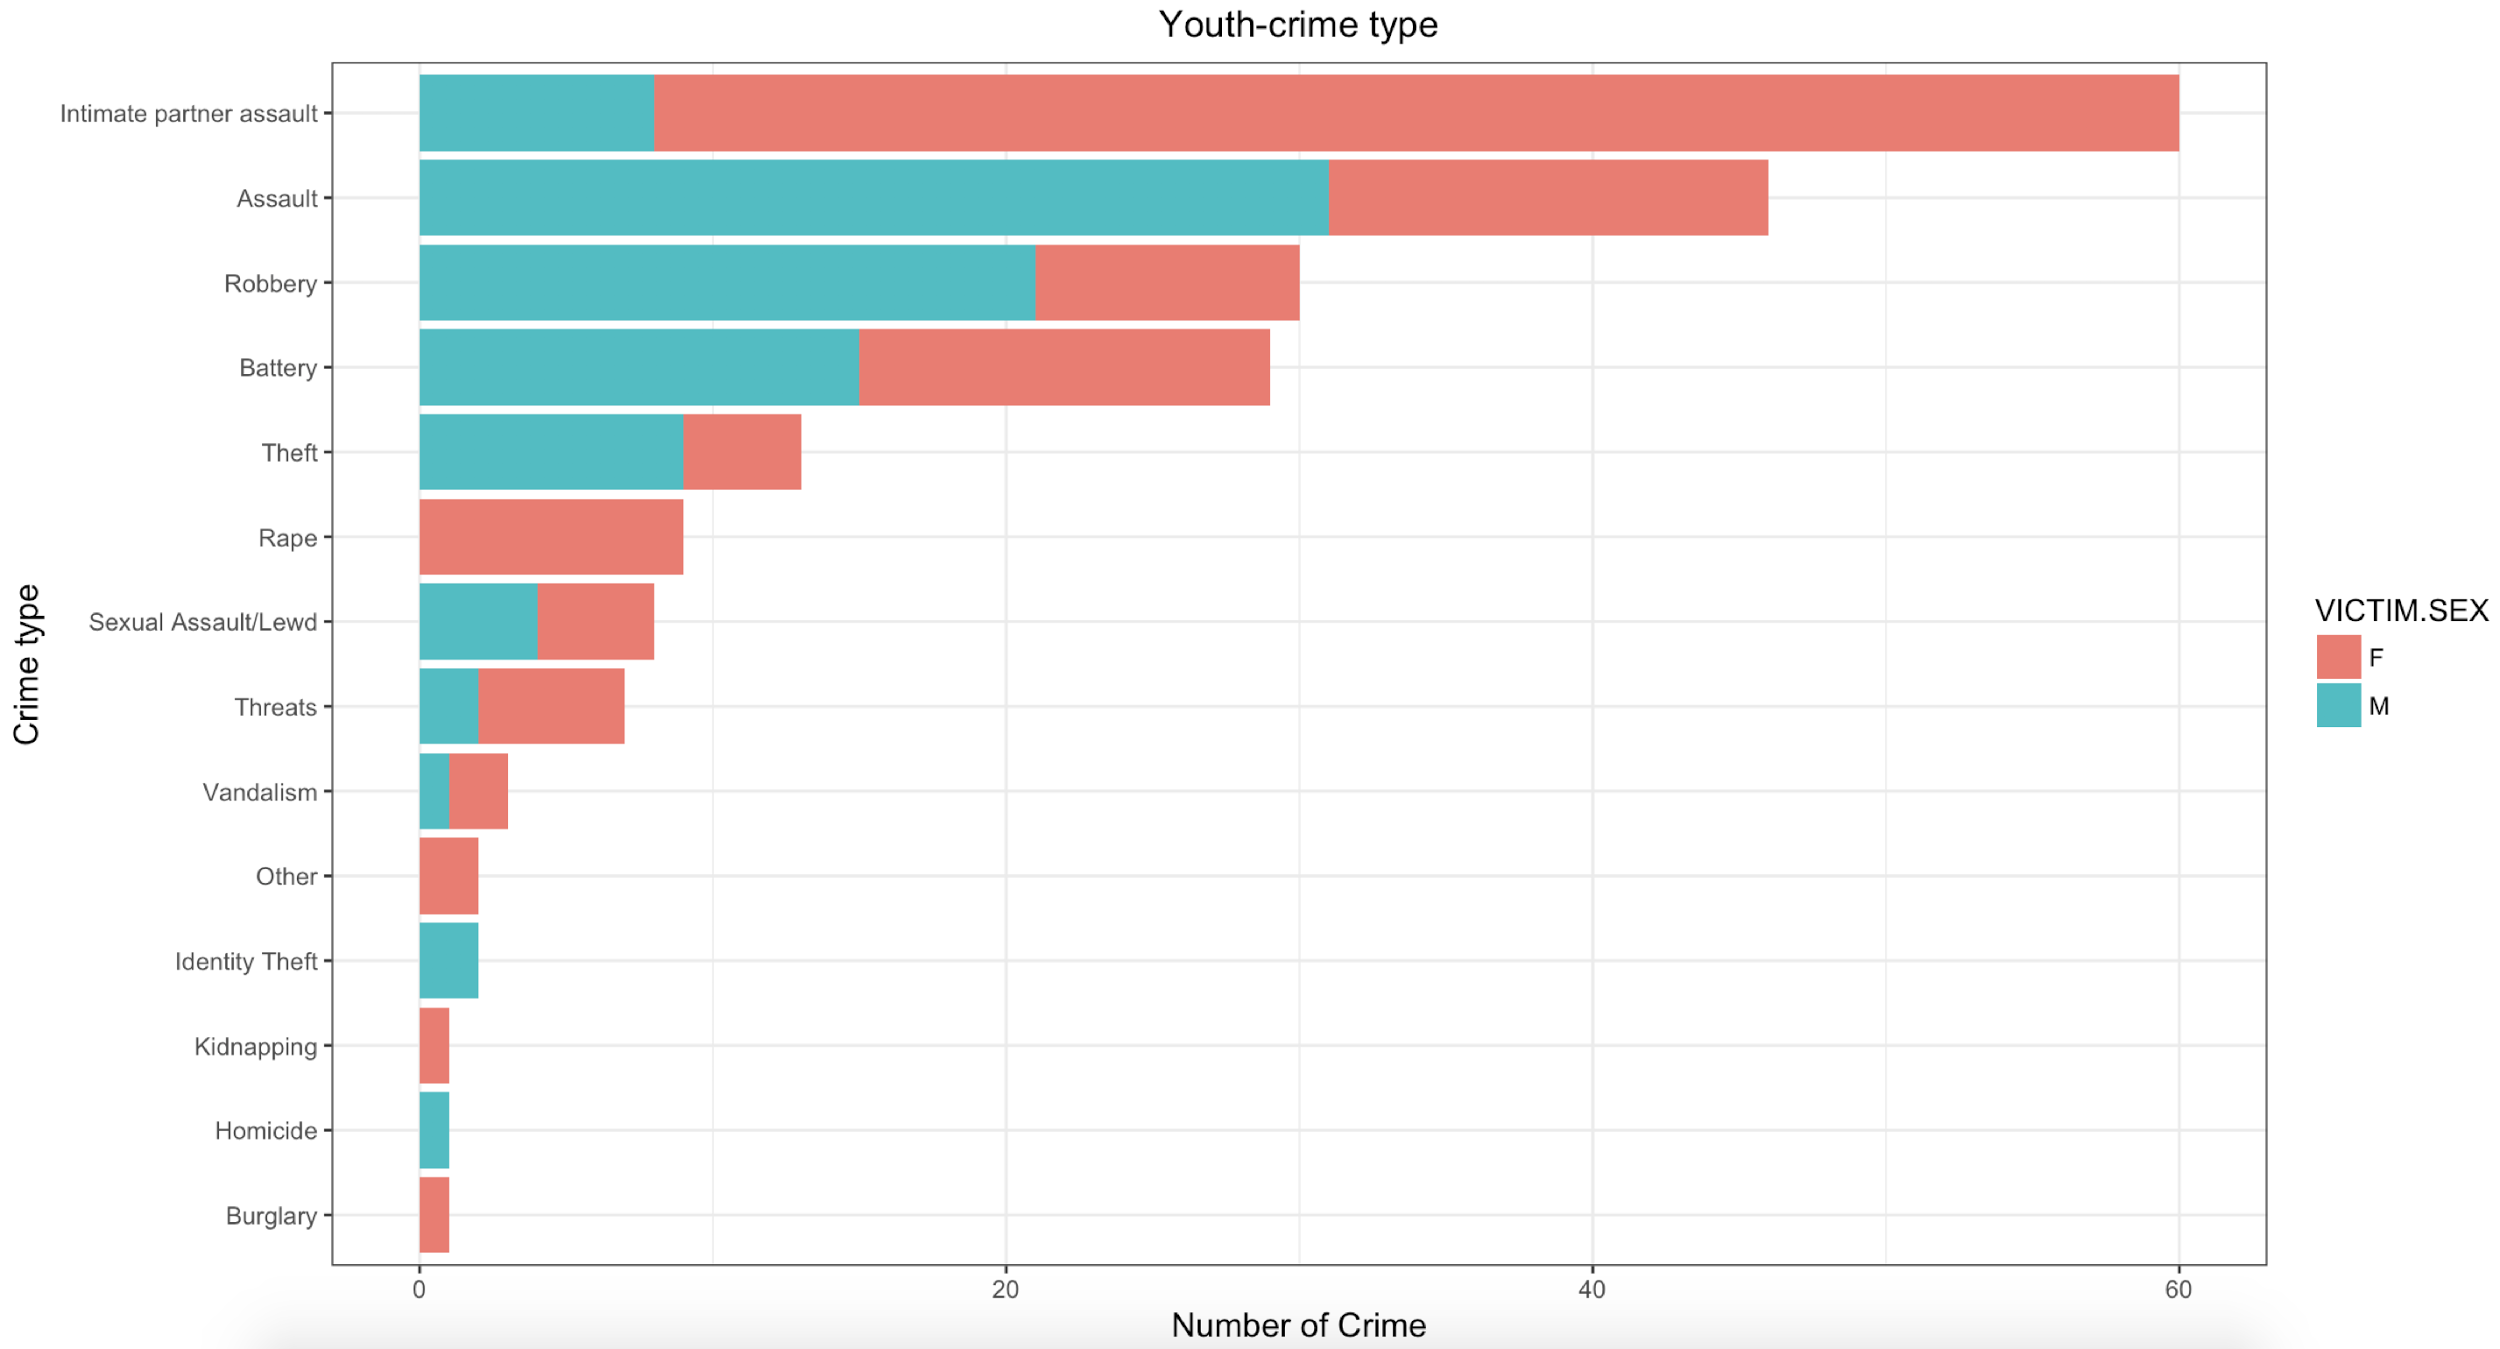 Youth-crime type
Intimate partner assault
Assault
Robbery
Battery
Theft
Rape
Sexual Assault/Lewd
Threats
Vandalism
Other
Identity Theft
Kidnapping
Homicide
Burglary
Crime type
0
20
40
60
Number of Crime
VICTIM.SEX
F
M